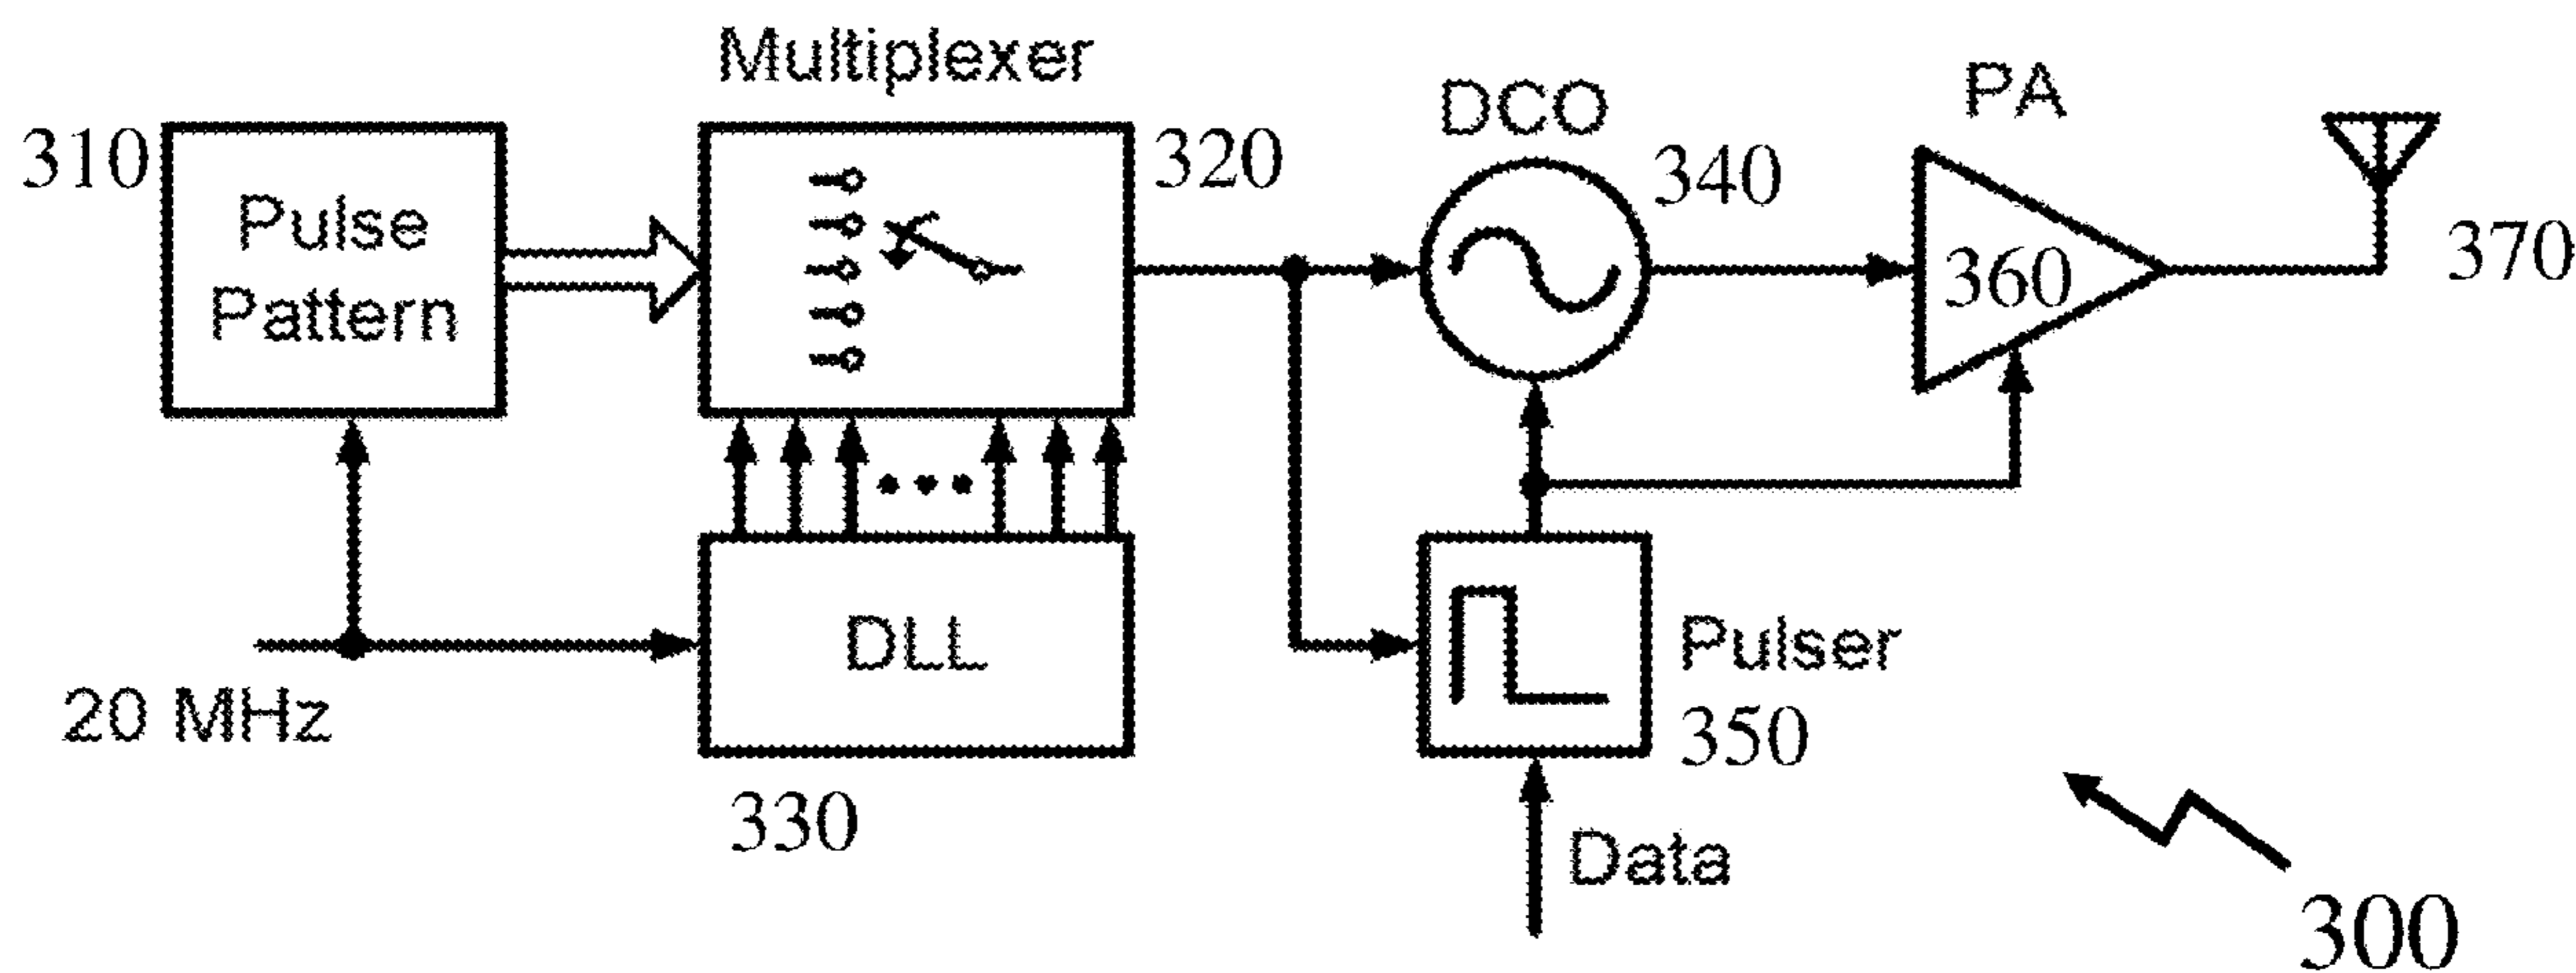 Multiplexer
DCO
PA
310
320
340
Pulse
Pattern
360
370
20 MHz
DLL
Pulser
350
330
Data
300